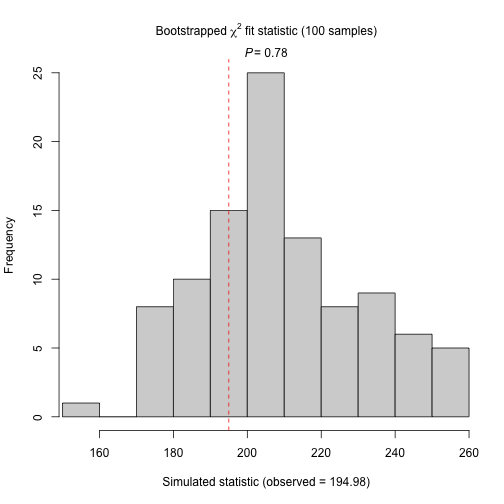 Bootstrapped χ² fit statistic (100 samples)
P = 0.78
Frequency
25
20
15
10
5
0
160 180 200 220 240 260
Simulated statistic (observed = 194.98)